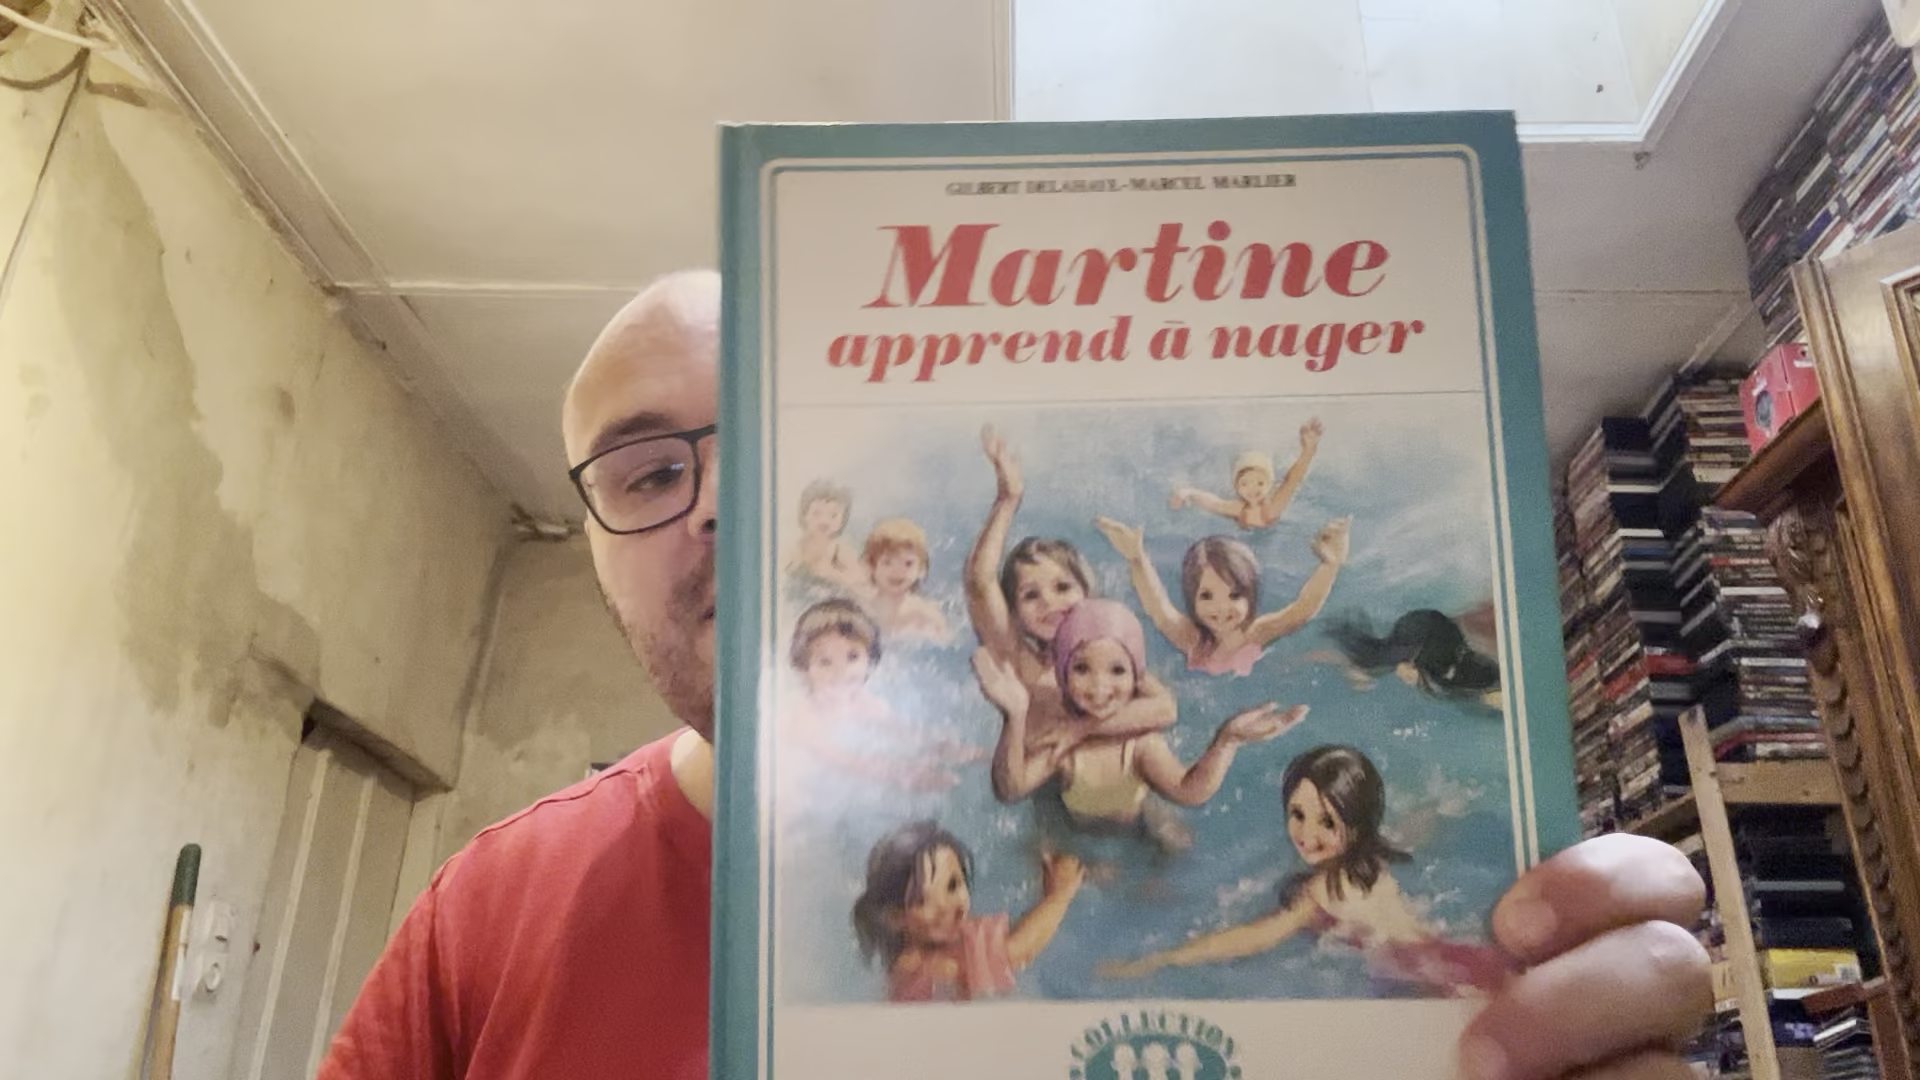 GILBERT DELAHAYE-MARCEL MARLIER
Martine
apprend à nager
COLLECTION